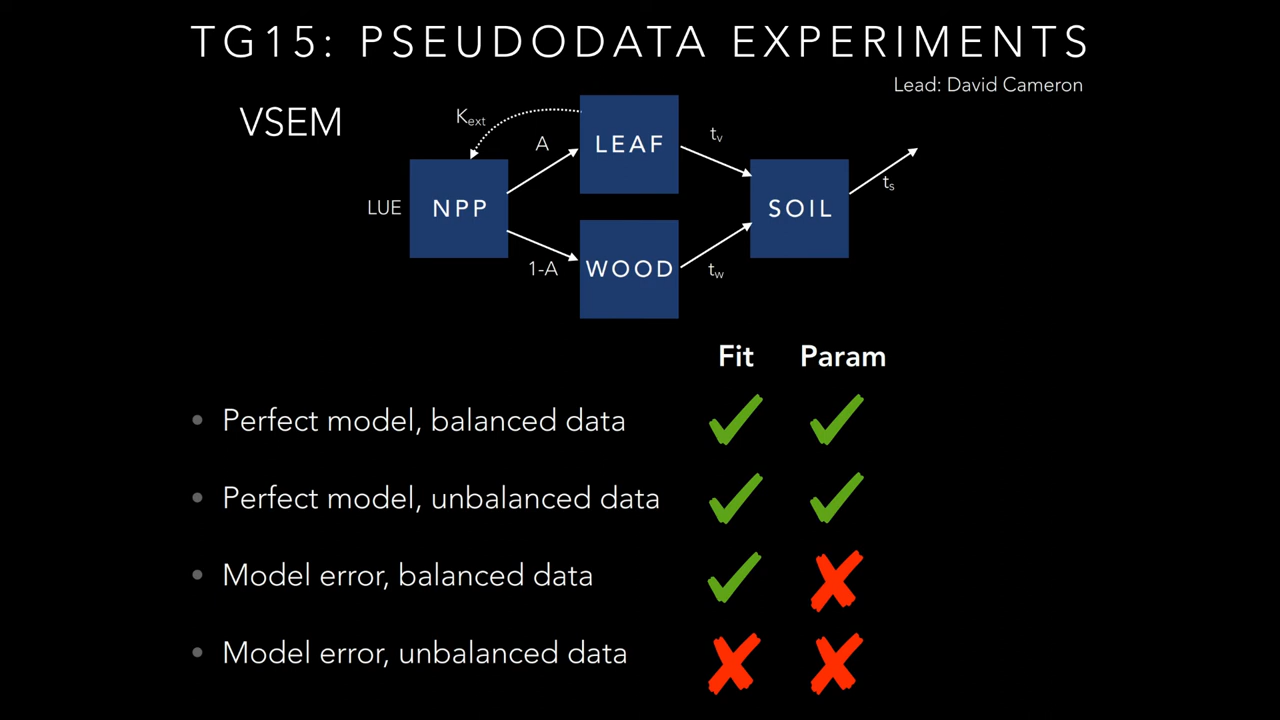 TG15: PSEUDODATA EXPERIMENTS
Lead: David Cameron
VSEM
Kext
A
LEAF
tv
LUE
NPP
SOIL
ts
1-A
WOOD
tw
Fit Param
• Perfect model, balanced data
• Perfect model, unbalanced data
• Model error, balanced data
• Model error, unbalanced data